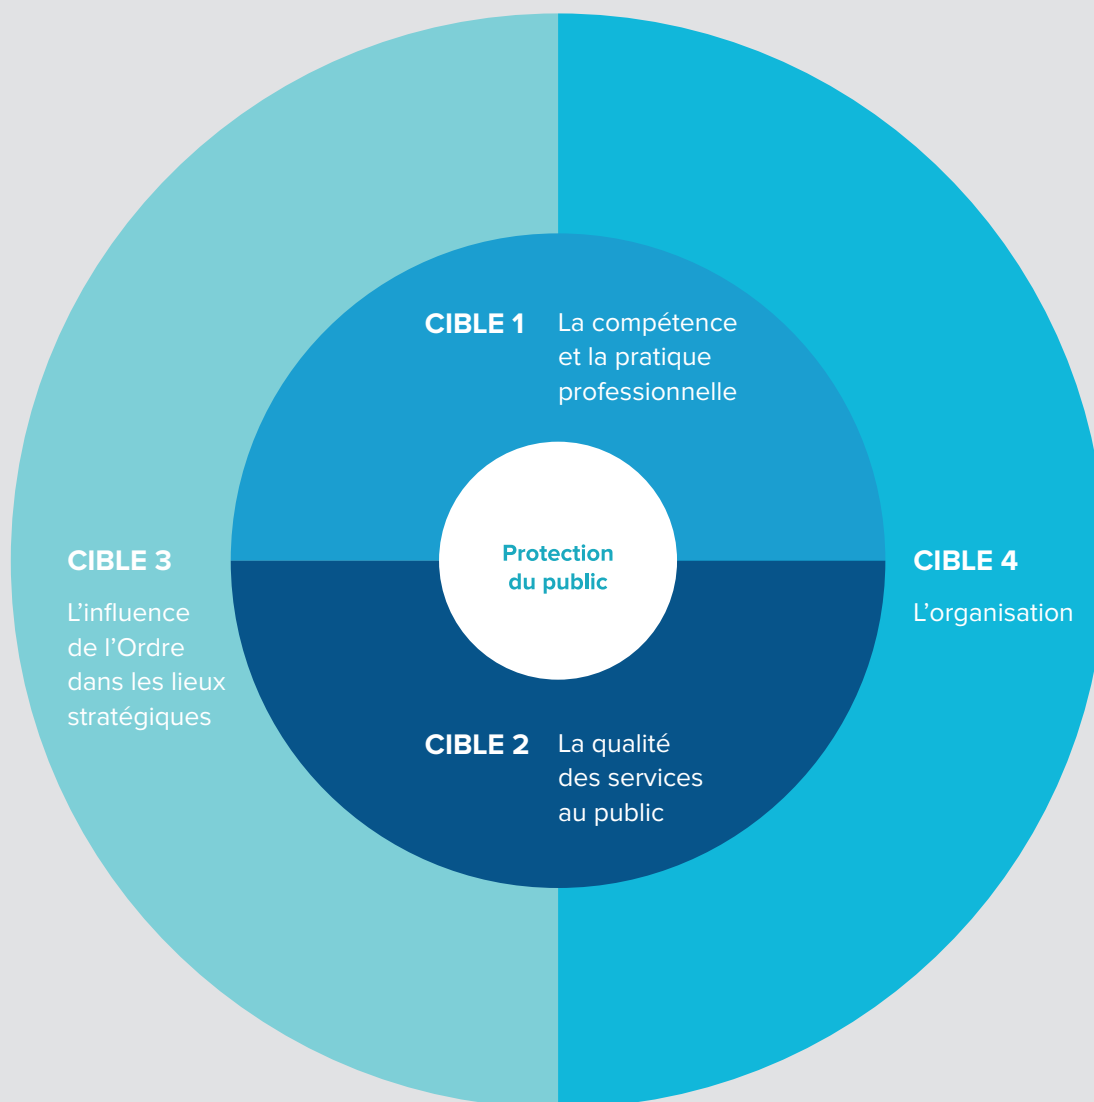 CIBLE 1
La compétence
et la pratique
professionnelle
Protection
du public
CIBLE 3
L’influence
de l’Ordre
dans les lieux
stratégiques
CIBLE 4
L’organisation
CIBLE 2
La qualité
des services
au public